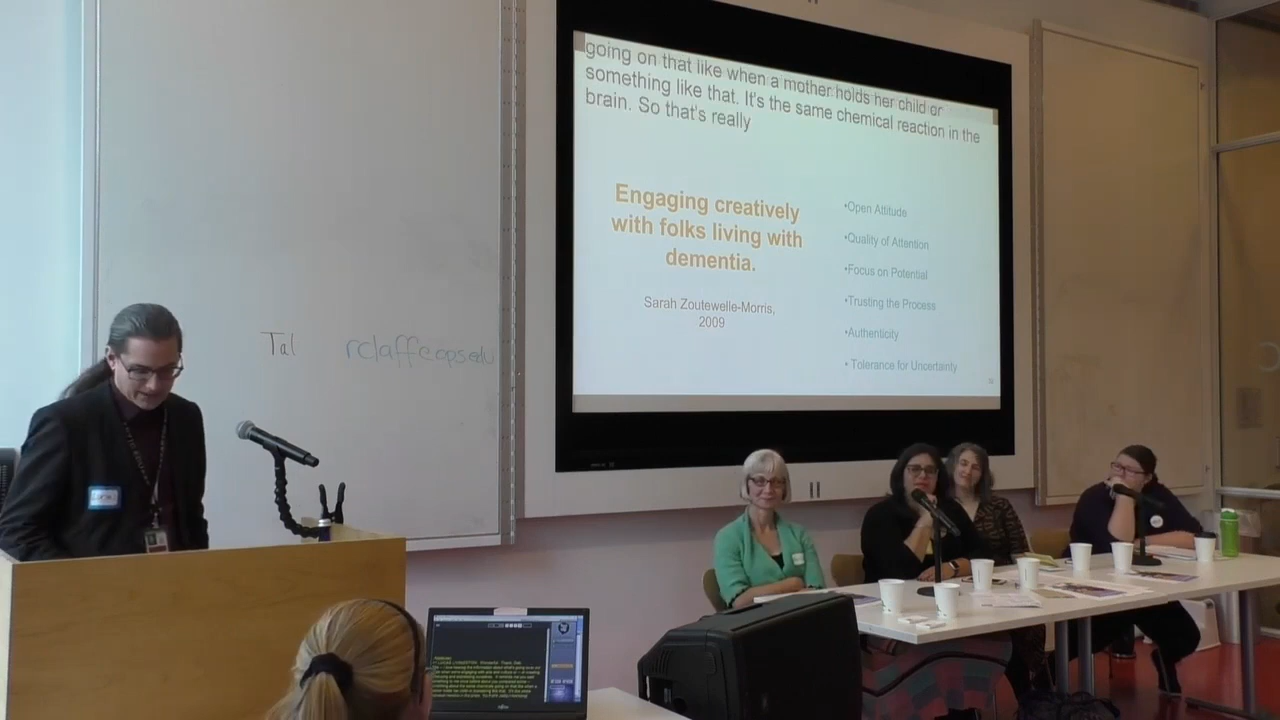 going on that like when a mother holds her child or
something like that. It's the same chemical reaction in the
brain. So that's really
Engaging creatively
with folks living with
dementia.
Sarah Zoutewelle-Morris,
2009
•Open Attitude
•Quality of Attention
•Focus on Potential
•Trusting the Process
•Authenticity
• Tolerance for Uncertainty
Tal